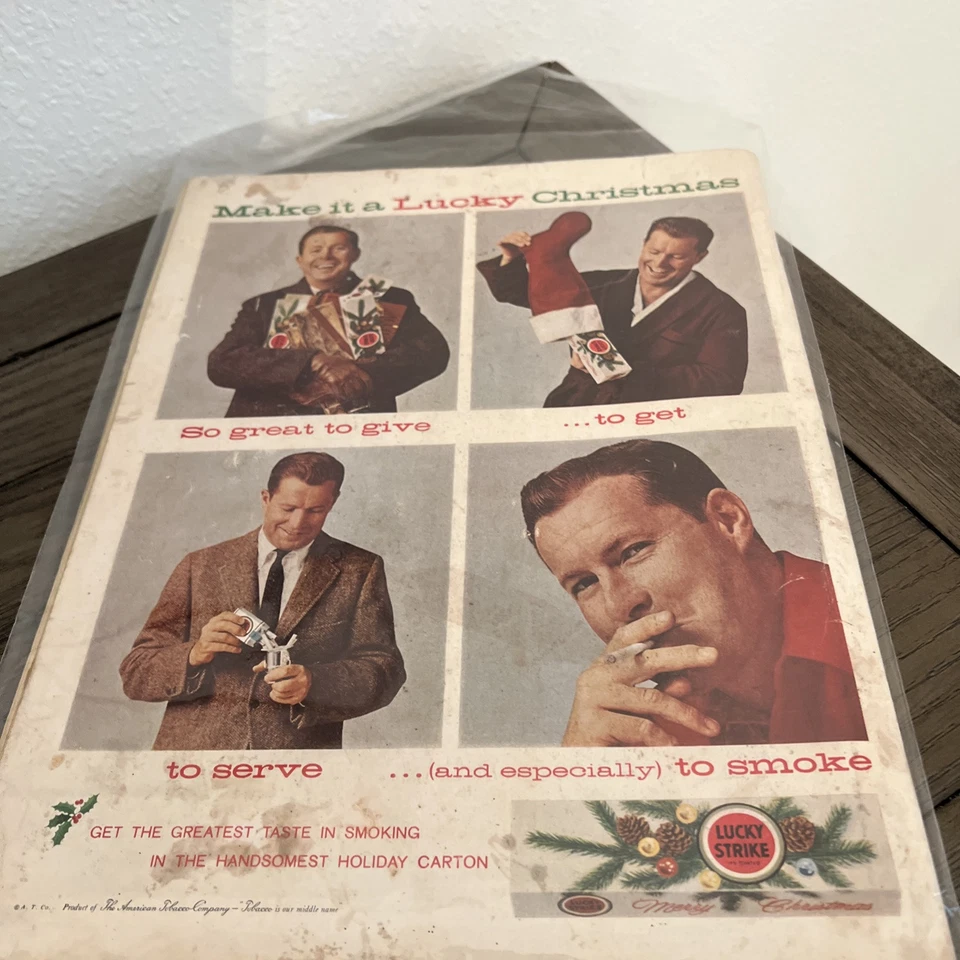 Make it a Lucky Christmas
So great to give
...to get
to serve
...(and especially) to smoke
GET THE GREATEST TASTE IN SMOKING
IN THE HANDSOMEST HOLIDAY CARTON
LUCKY
STRIKE
Merry Christmas
©A. T. Co. Product of The American Tobacco Company — "Tobacco is our middle name